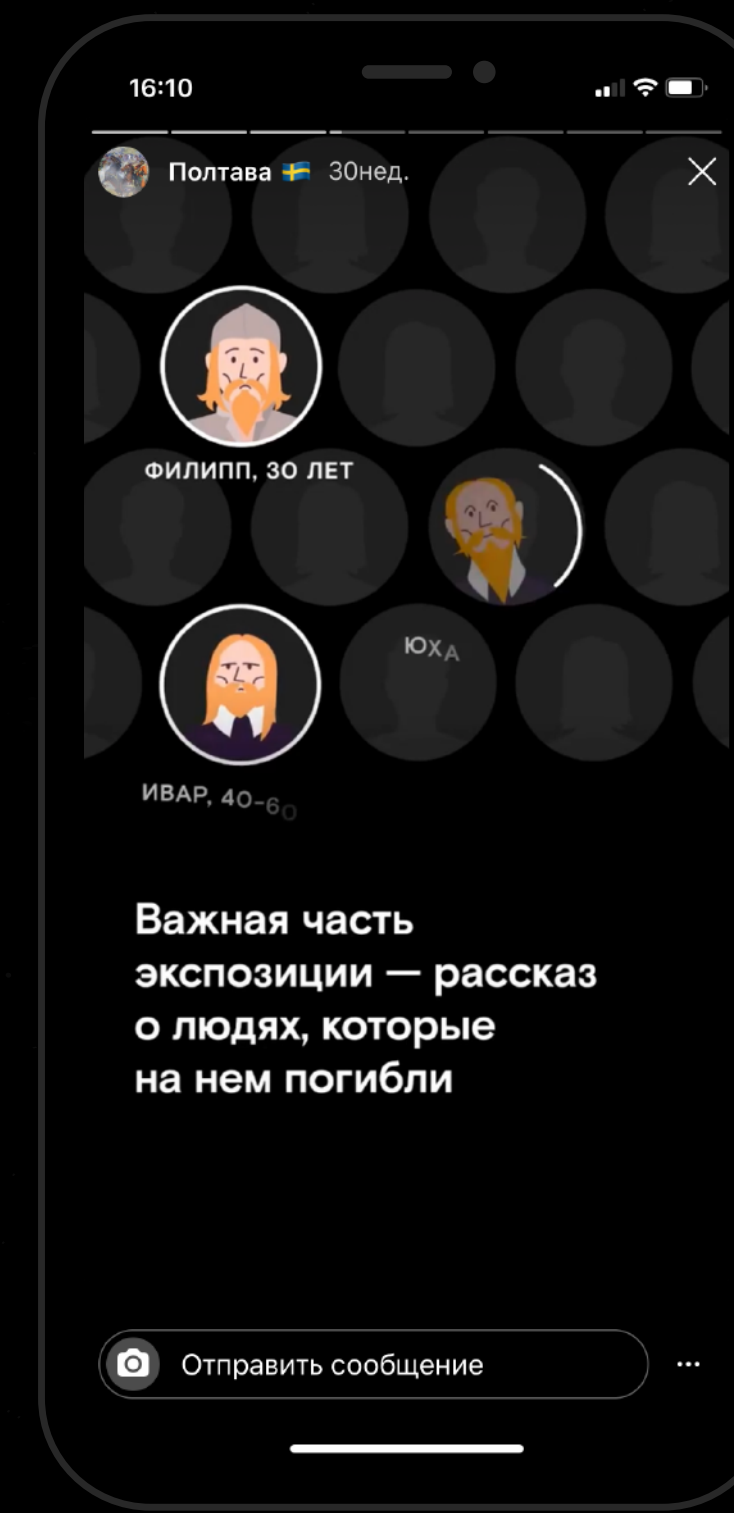 16:10
Полтава 🇸🇪 30нед.
ФИЛИПП, 30 ЛЕТ
ЮХА
ИВАР, 40-60
Важная часть
экспозиции — рассказ
о людях, которые
на нем погибли
Отправить сообщение